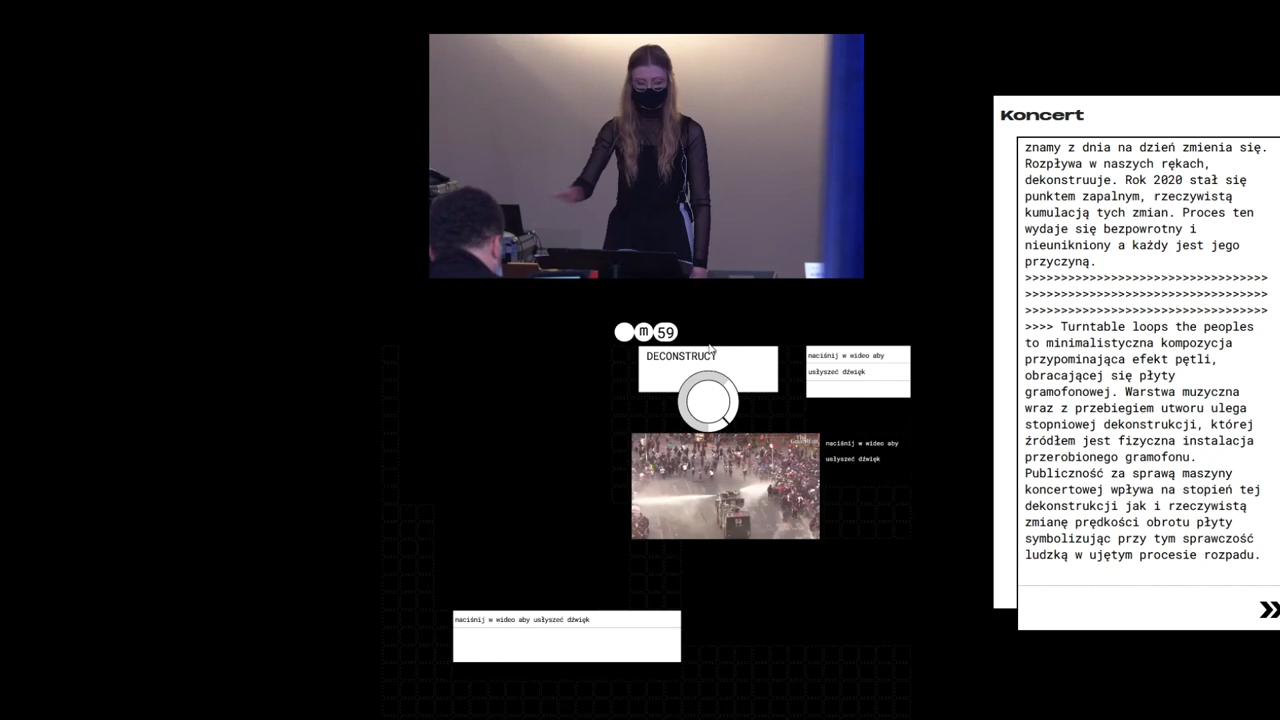 Koncert
znamy z dnia na dzień zmienia się.
Rozpływa w naszych rękach,
dekonstruuje. Rok 2020 stał się
punktem zapalnym, rzeczywistą
kumulacją tych zmian. Proces ten
wydaje się bezpowrotny i
nieunikniony a każdy jest jego
przyczyną.
>>>>>>>>>>>>>>>>>>>>>>>>>>>>>>>>>>
>>>>>>>>>>>>>>>>>>>>>>>>>>>>>>>>>>
>>>>>>>>>>>>>>>>>>>>>>>>>>>>>>>>>>
>>>> Turntable loops the peoples
to minimalistyczna kompozycja
przypominająca efekt pętli,
obracającej się płyty
gramofonowej. Warstwa muzyczna
wraz z przebiegiem utworu ulega
stopniowej dekonstrukcji, której
źródłem jest fizyczna instalacja
przerobionego gramofonu.
Publiczność za sprawą maszyny
koncertowej wpływa na stopień tej
dekonstrukcji jak i rzeczywistą
zmianę prędkości obrotu płyty
symbolizując przy tym sprawczość
ludzką w ujętym procesie rozpadu.
m 59
DECONSTRUCT
naciśnij w wideo aby
usłyszeć dźwięk
naciśnij w wideo aby
usłyszeć dźwięk
naciśnij w wideo aby usłyszeć dźwięk